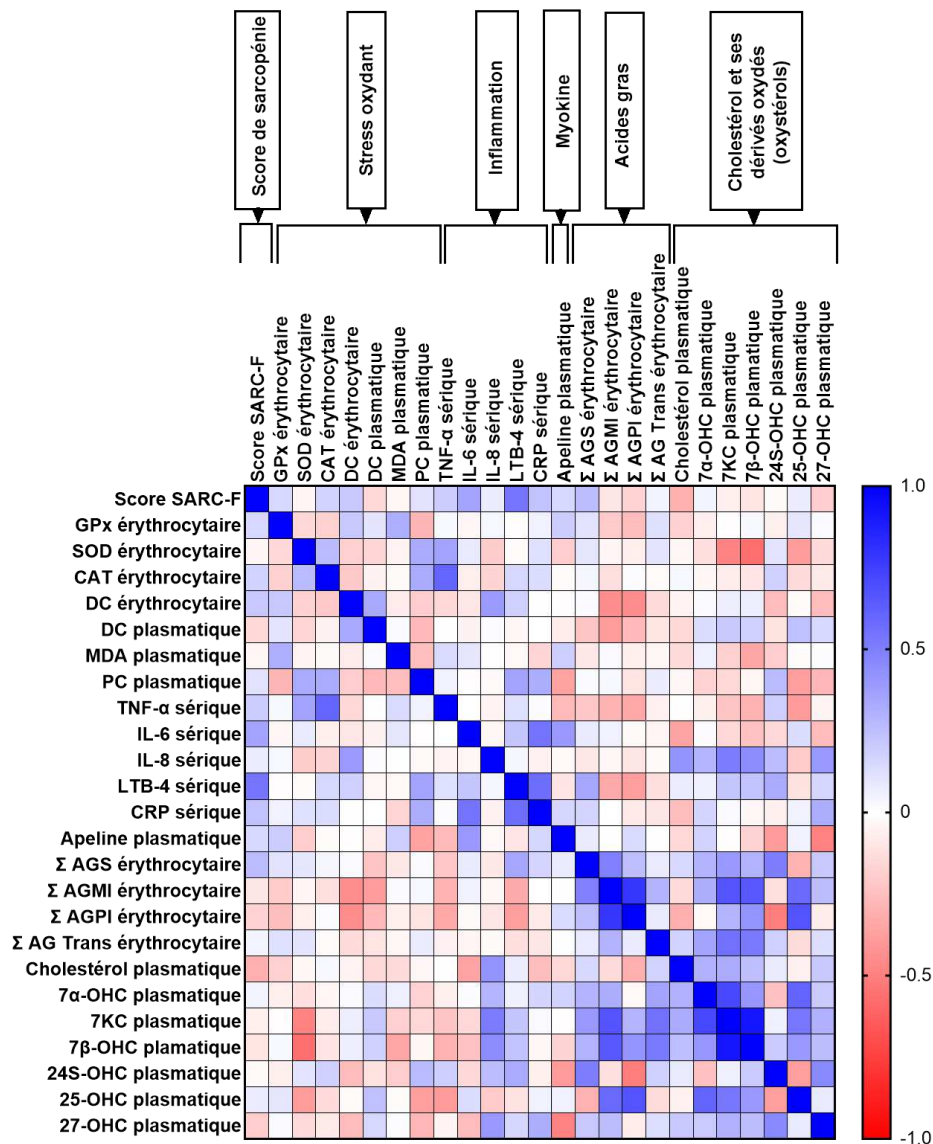 Score de sarcopénie
Stress oxydant
Inflammation
Myokine
Acides gras
Cholestérol et ses
dérivés oxydés
(oxystérols)
Score SARC-F
GPx érythrocytaire
SOD érythrocytaire
CAT érythrocytaire
DC érythrocytaire
DC plasmatique
MDA plasmatique
PC plasmatique
TNF-α sérique
IL-6 sérique
IL-8 sérique
LTB-4 sérique
CRP sérique
Apeline plasmatique
Σ AGS érythrocytaire
Σ AGMI érythrocytaire
Σ AGPI érythrocytaire
Σ AG Trans érythrocytaire
Cholestérol plasmatique
7α-OHC plasmatique
7KC plasmatique
7β-OHC plamatique
24S-OHC plasmatique
25-OHC plasmatique
27-OHC plasmatique
Score SARC-F
GPx érythrocytaire
SOD érythrocytaire
CAT érythrocytaire
DC érythrocytaire
DC plasmatique
MDA plasmatique
PC plasmatique
TNF-α sérique
IL-6 sérique
IL-8 sérique
LTB-4 sérique
CRP sérique
Apeline plasmatique
Σ AGS érythrocytaire
Σ AGMI érythrocytaire
Σ AGPI érythrocytaire
Σ AG Trans érythrocytaire
Cholestérol plasmatique
7α-OHC plasmatique
7KC plasmatique
7β-OHC plamatique
24S-OHC plasmatique
25-OHC plasmatique
27-OHC plasmatique
1.0
0.5
0
-0.5
-1.0